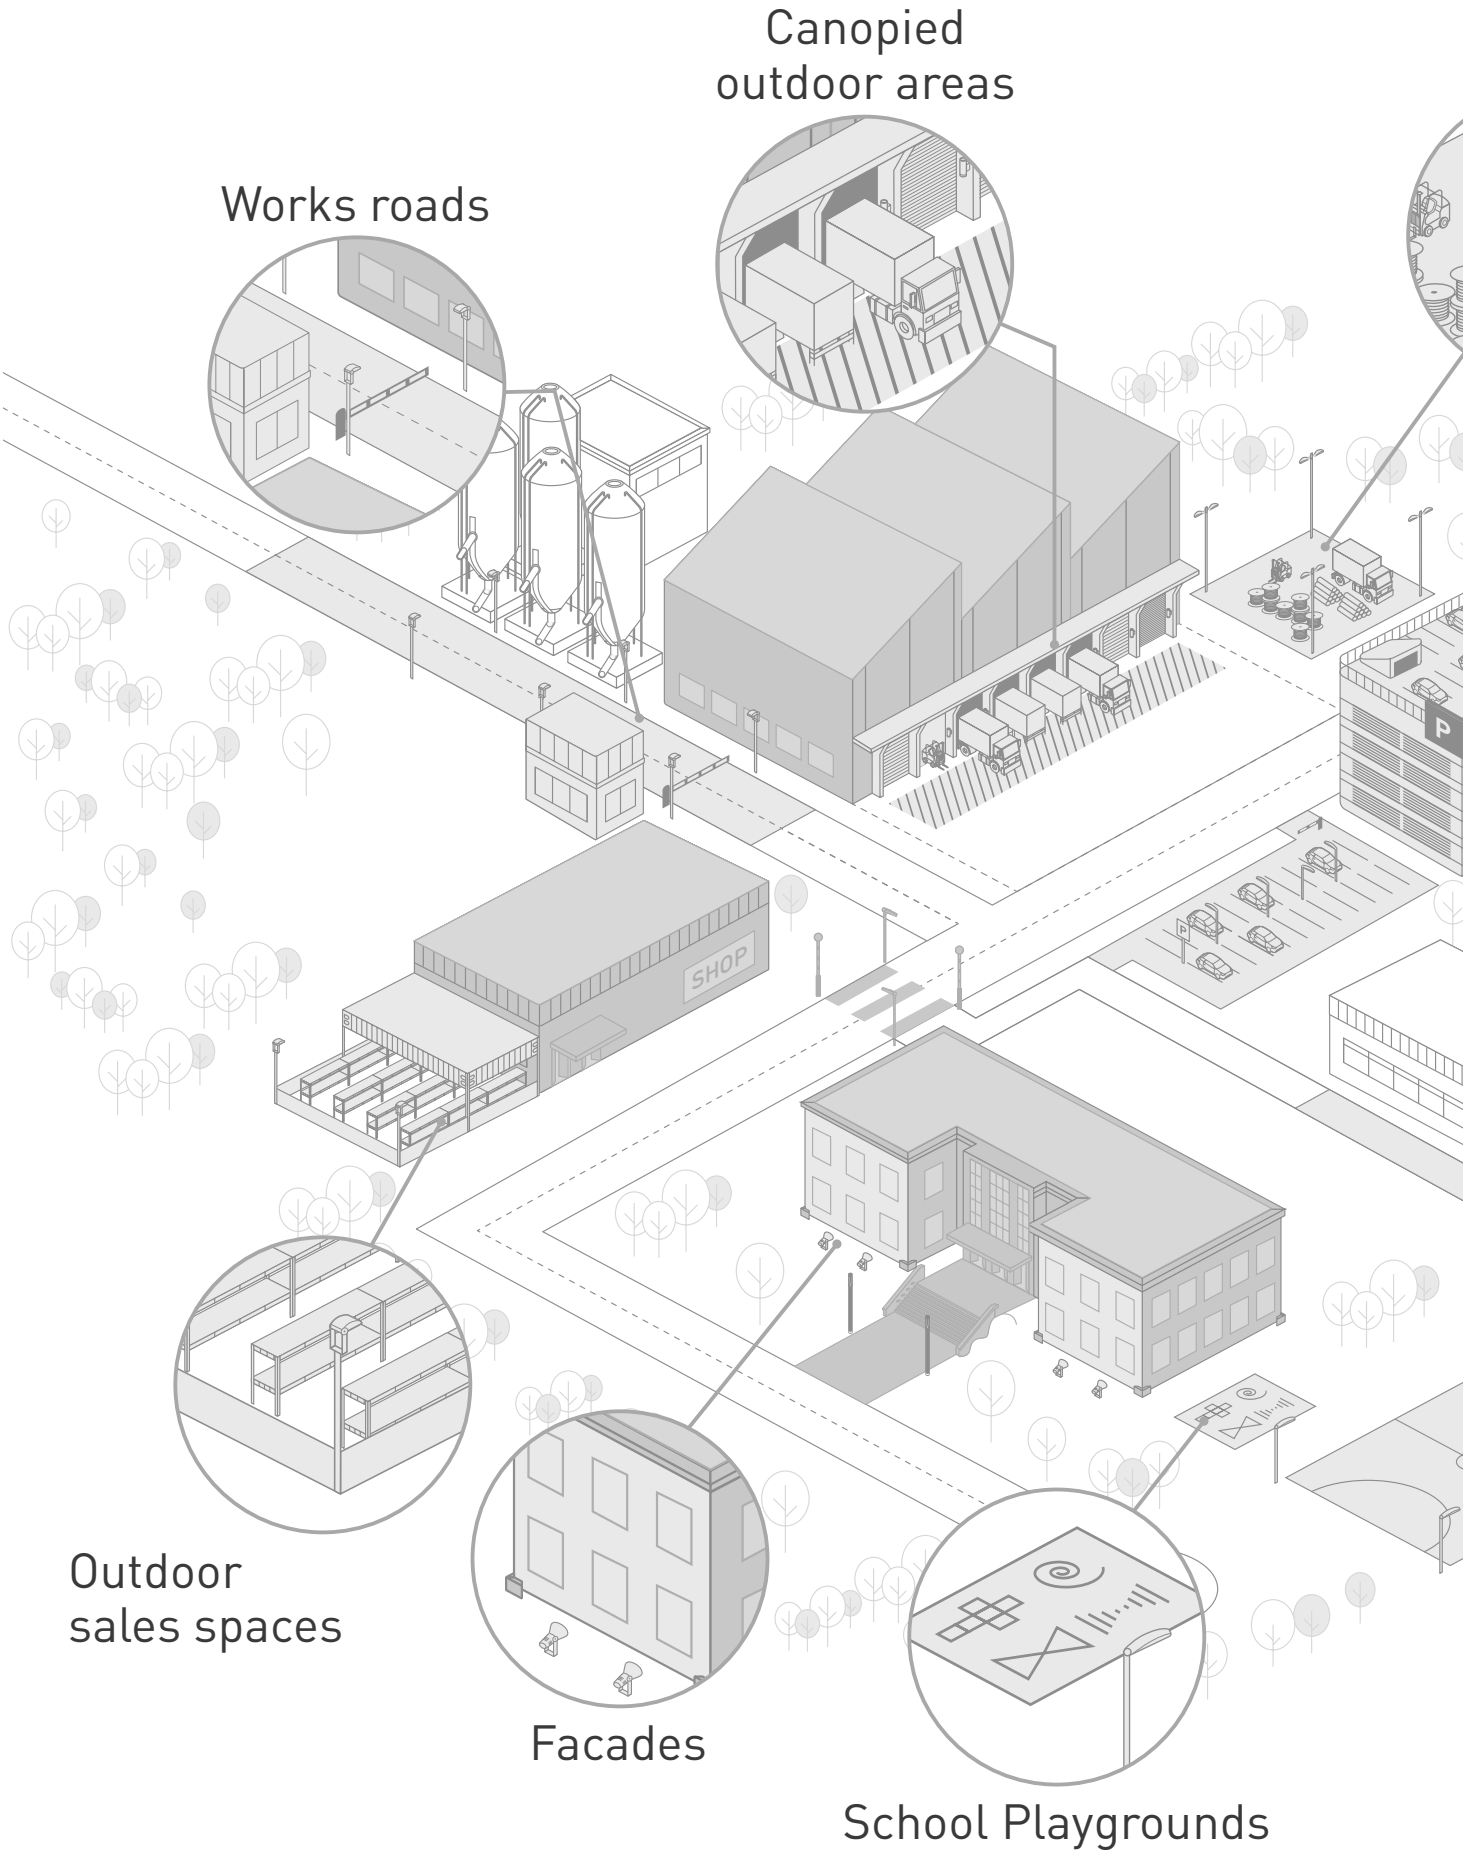 Canopied
outdoor areas
Works roads
P
P
SHOP
Outdoor
sales spaces
Facades
School Playgrounds